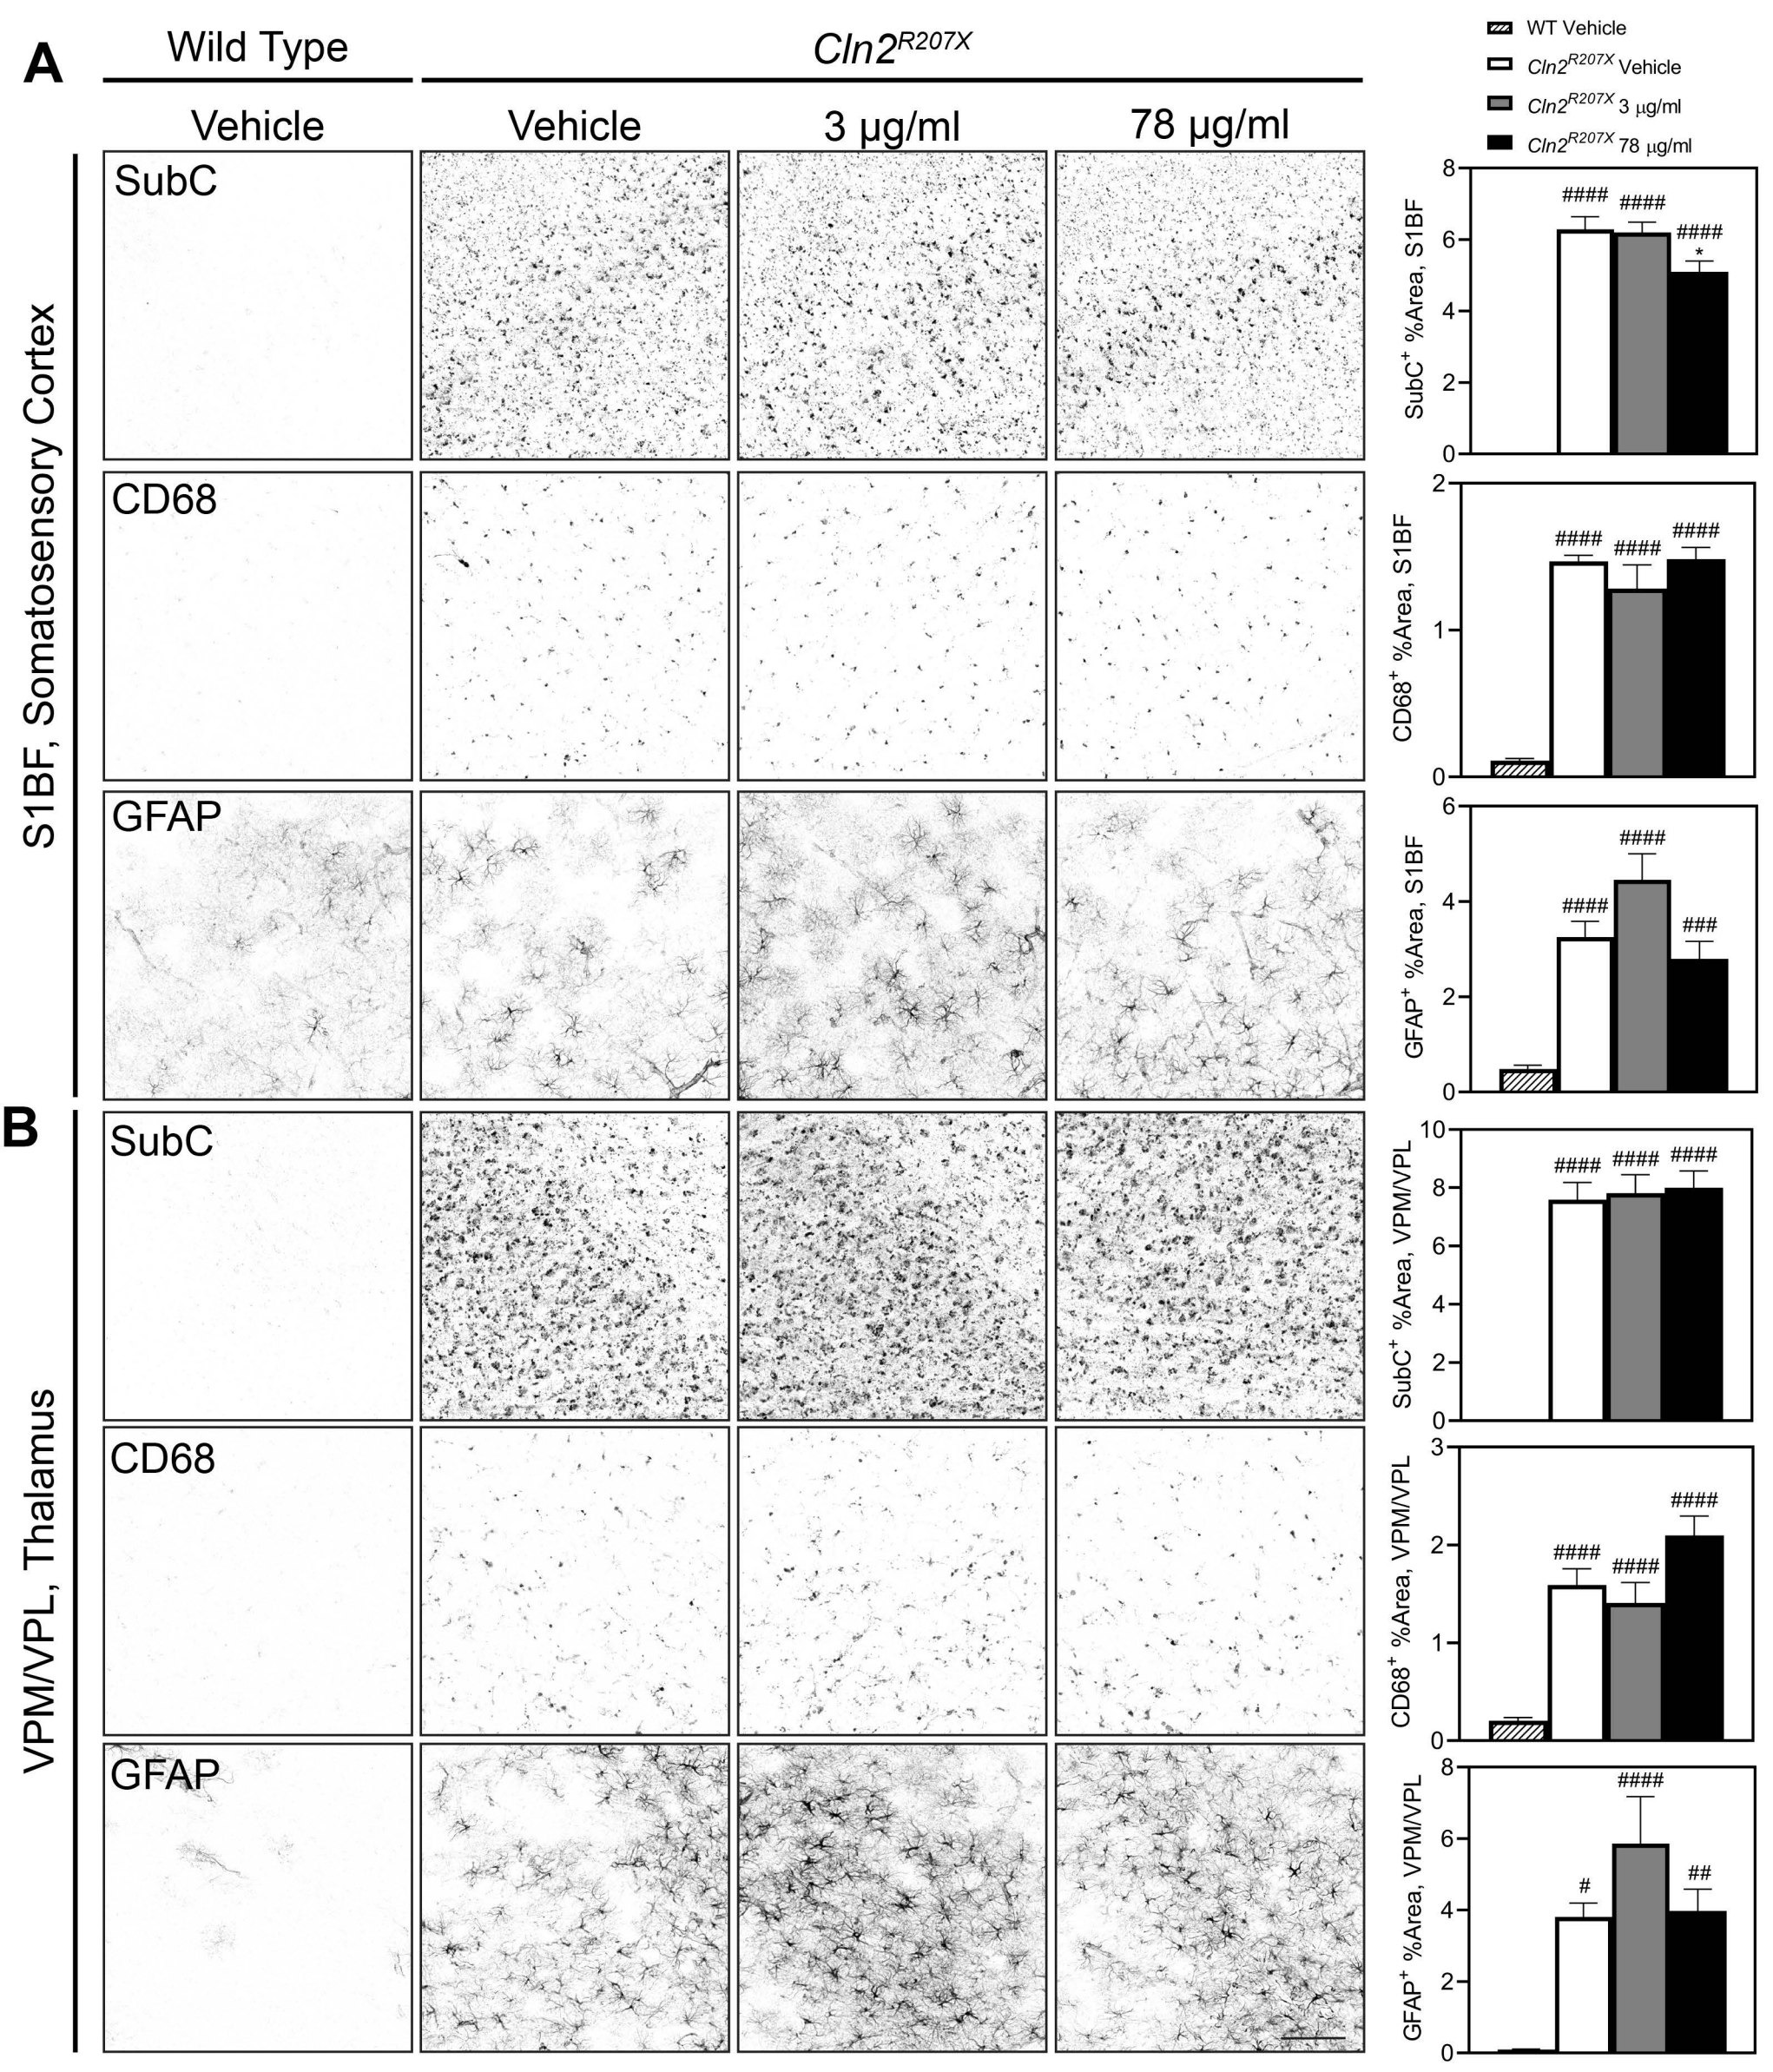 A
Wild Type
Cln2R207X
Vehicle
Vehicle
3 µg/ml
78 µg/ml
WT Vehicle
Cln2R207X Vehicle
Cln2R207X 3 µg/ml
Cln2R207X 78 µg/ml
S1BF, Somatosensory Cortex
SubC
SubC+ %Area, S1BF
8
6
4
2
0
####
####
####
*
CD68
CD68+ %Area, S1BF
2
1
0
####
####
####
GFAP
GFAP+ %Area, S1BF
6
4
2
0
####
####
###
B
VPM/VPL, Thalamus
SubC
SubC+ %Area, VPM/VPL
10
8
6
4
2
0
####
####
####
CD68
CD68+ %Area, VPM/VPL
3
2
1
0
####
####
####
GFAP
GFAP+ %Area, VPM/VPL
8
6
4
2
0
#
####
##